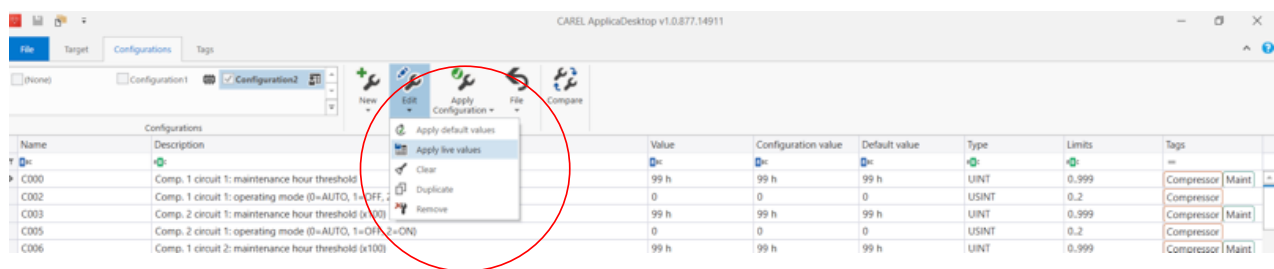 CAREL ApplicaDesktop v1.0.877.14911
File Target Configurations Tags
(None) Configuration1 Configuration2 New Edit Apply Configuration File Compare
Configurations
Apply default values
Apply live values
Clear
Duplicate
Remove
Name Description Value Configuration value Default value Type Limits Tags
C000 Comp. 1 circuit 1: maintenance hour threshold 99 h 99 h 99 h UINT 0.999 Compressor Maint
C002 Comp. 1 circuit 1: operating mode (0=AUTO, 1=OFF, 0 0 0 USINT 0.2 Compressor
C003 Comp. 2 circuit 1: maintenance hour threshold (x100) 99 h 99 h 99 h UINT 0.999 Compressor Maint
C005 Comp. 2 circuit 1: operating mode (0=AUTO, 1=OFF, 2=ON) 0 0 0 USINT 0.2 Compressor
C006 Comp. 1 circuit 2: maintenance hour threshold (x100) 99 h 99 h 99 h UINT 0.999 Compressor Maint